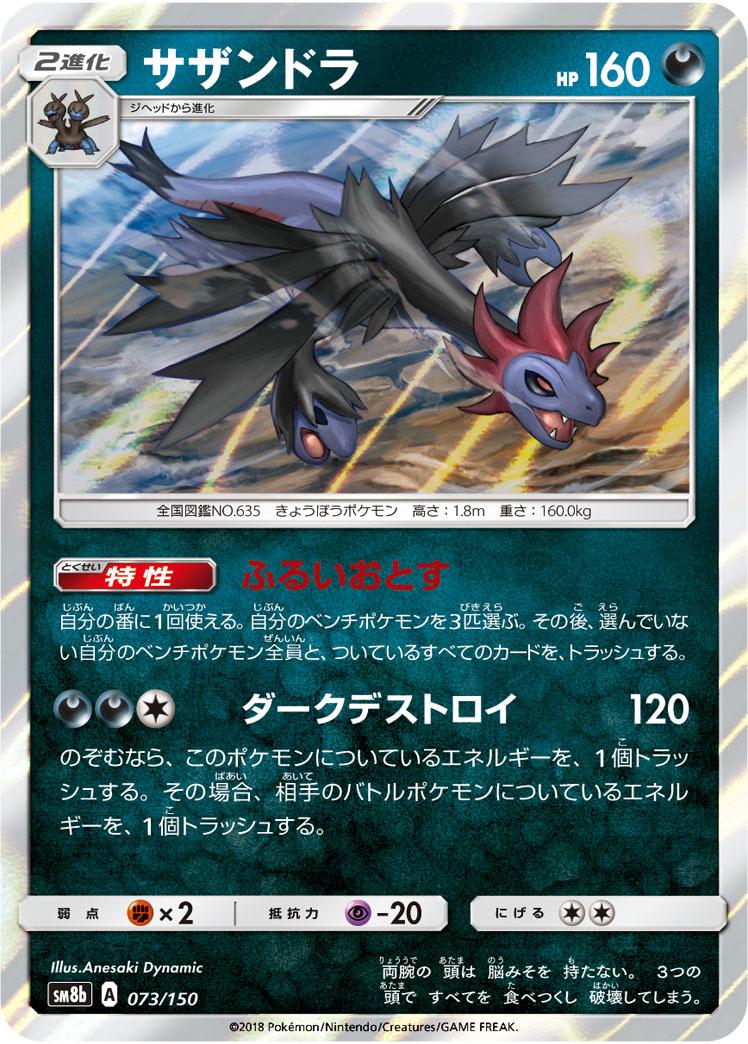 2進化 サザンドラ HP 160
ジヘッドから進化
全国図鑑NO.635 きょうぼうポケモン 高さ：1.8m 重さ：160.0kg
とくせい 特性 ふるいおとす
自分の番に1回使える。自分のベンチポケモンを3匹選ぶ。その後、選んでいな
い自分のベンチポケモン全員と、ついているすべてのカードを、トラッシュする。
ダークデストロイ 120
のぞむなら、このポケモンについているエネルギーを、1個トラッ
シュする。その場合、相手のバトルポケモンについているエネル
ギーを、1個トラッシュする。
弱点 ×2 抵抗力 -20 にげる
Illus.Anesaki Dynamic
両腕の 頭は 脳みそを 持たない。 3つの
頭で すべてを 食べつくし 破壊してしまう。
SM8b A 073/150
©2018 Pokémon/Nintendo/Creatures/GAME FREAK.